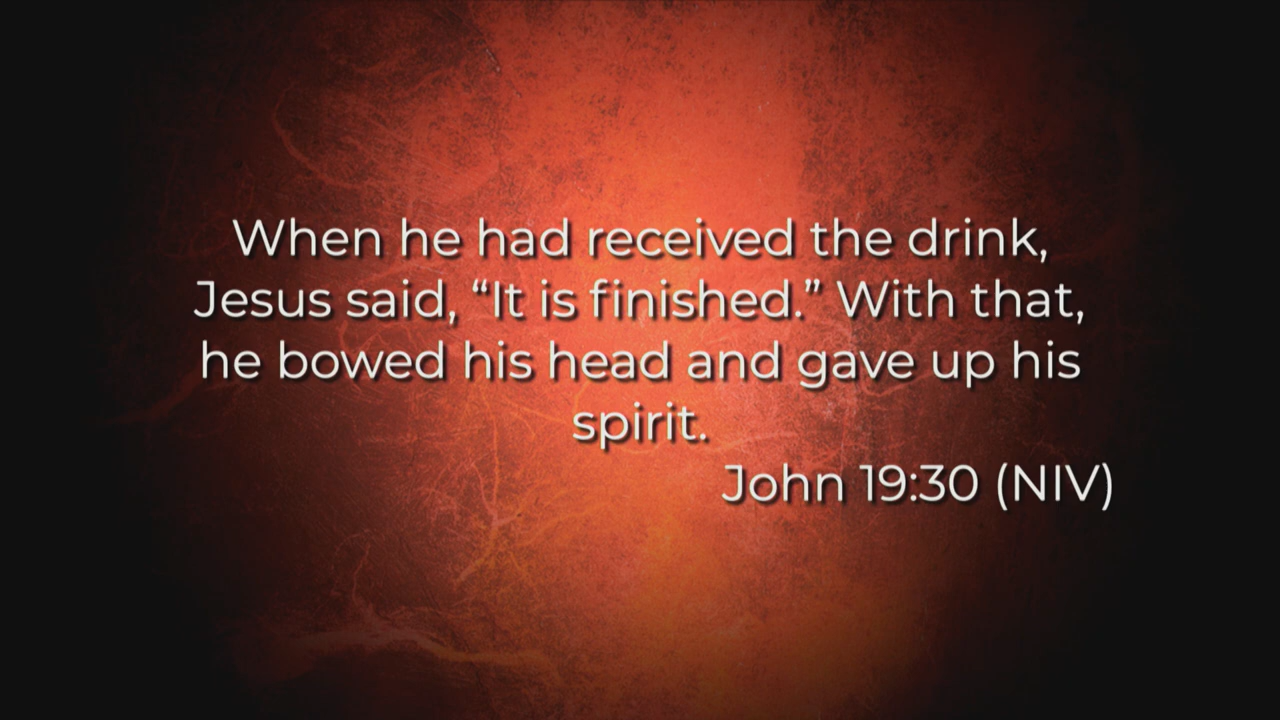 When he had received the drink,
Jesus said, “It is finished.” With that,
he bowed his head and gave up his
spirit.
John 19:30 (NIV)